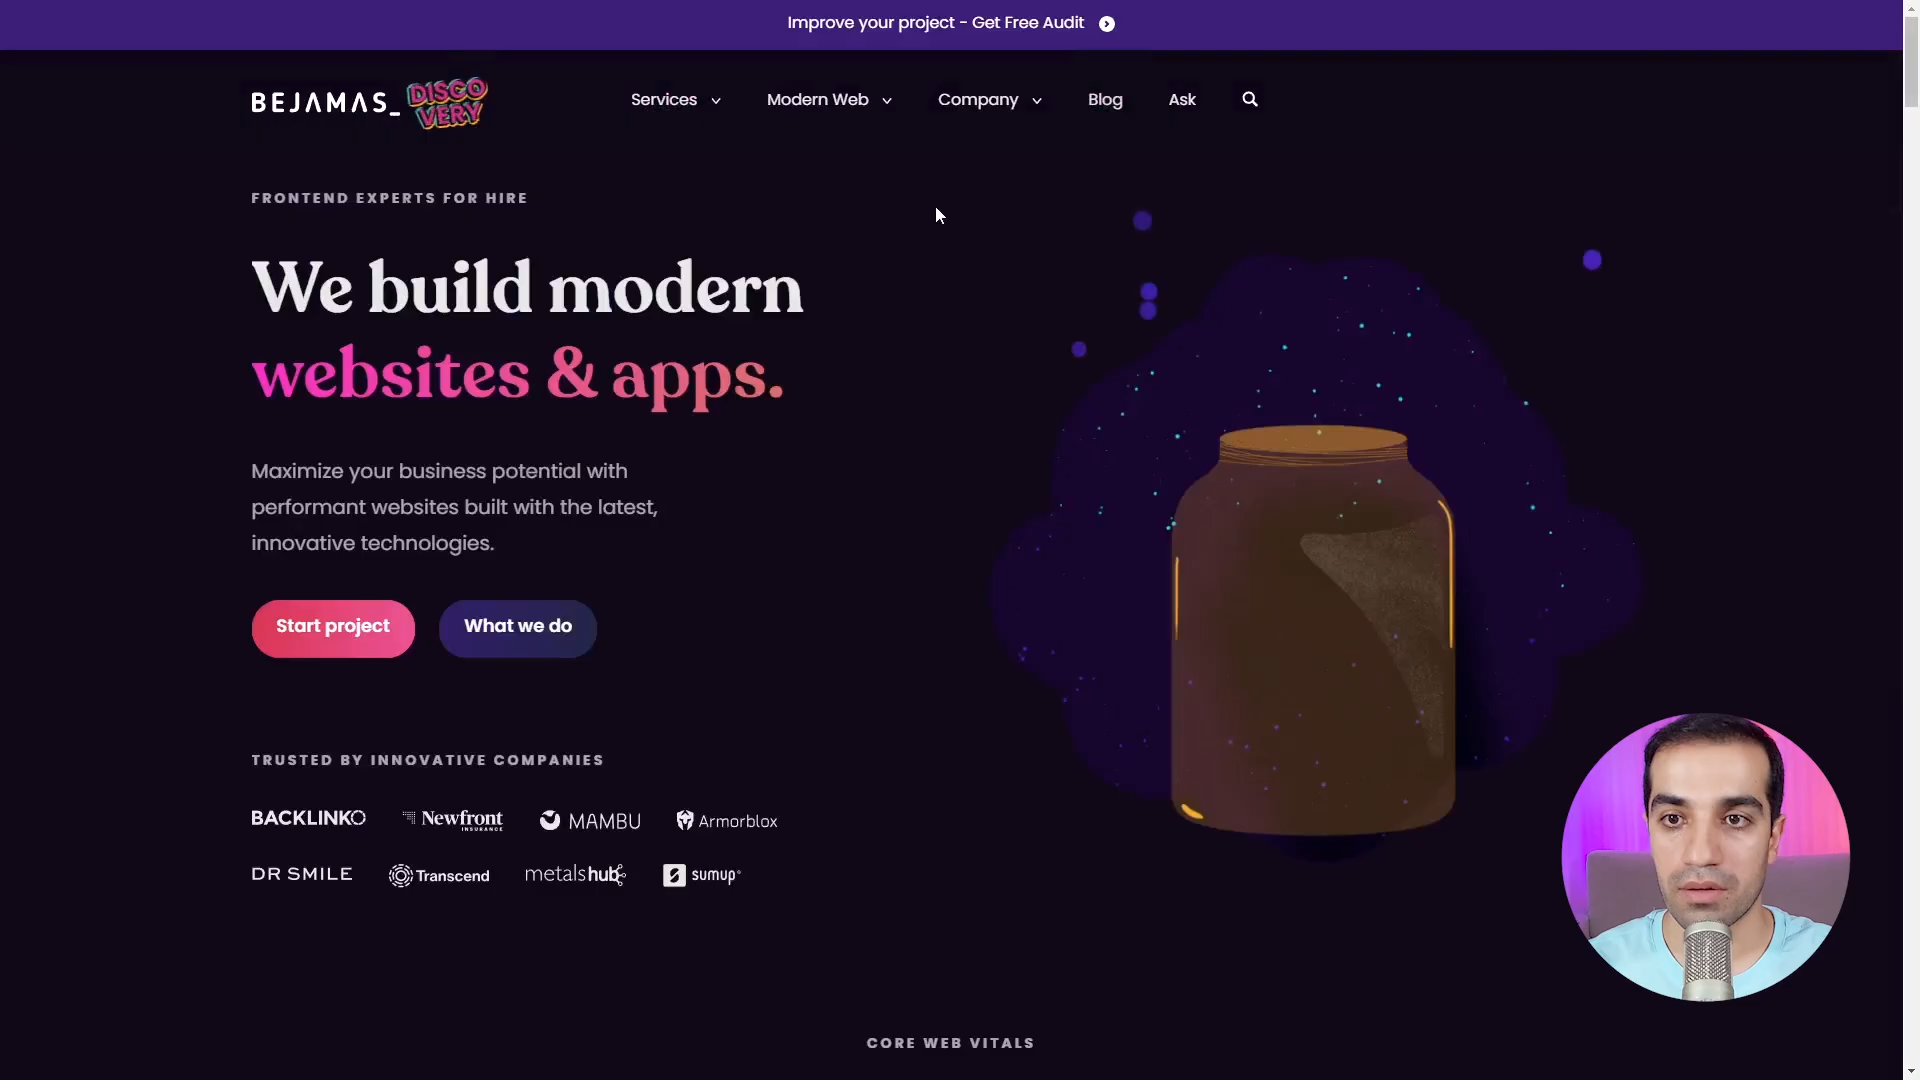 Improve your project - Get Free Audit
BEJAMAS_
DISCO
VERY
Services
Modern Web
Company
Blog
Ask
FRONTEND EXPERTS FOR HIRE
We build modern
websites & apps.
Maximize your business potential with
performant websites built with the latest,
innovative technologies.
Start project
What we do
TRUSTED BY INNOVATIVE COMPANIES
BACKLINKO
Newfront
INSURANCE
MAMBU
Armorblox
DR SMILE
Transcend
metalshub
sumup
CORE WEB VITALS